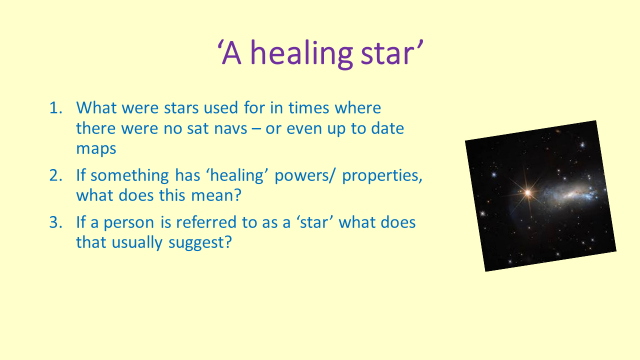 ‘A healing star’
1. What were stars used for in times where
there were no sat navs – or even up to date
maps
2. If something has ‘healing’ powers/ properties,
what does this mean?
3. If a person is referred to as a ‘star’ what does
that usually suggest?